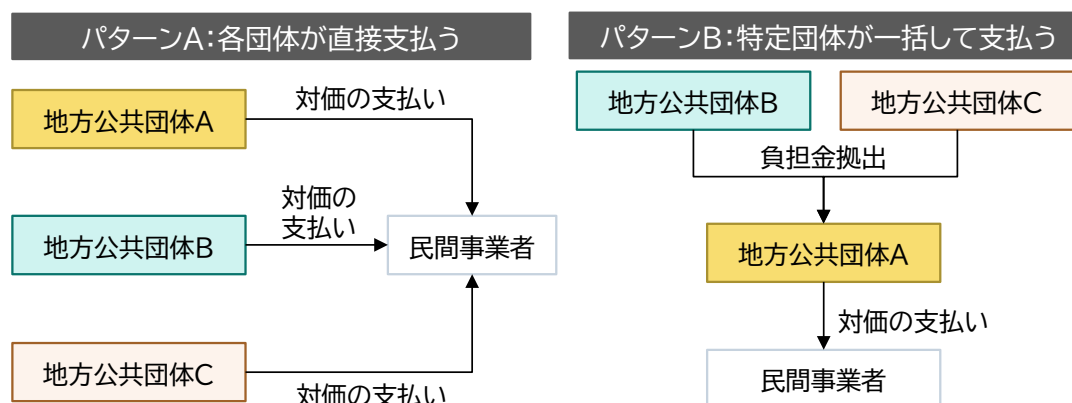 パターンA：各団体が直接支払う
地方公共団体A
対価の支払い
対価の
支払い
地方公共団体B
民間事業者
地方公共団体C
対価の支払い
パターンB：特定団体が一括して支払う
地方公共団体B
地方公共団体C
負担金拠出
地方公共団体A
対価の支払い
民間事業者